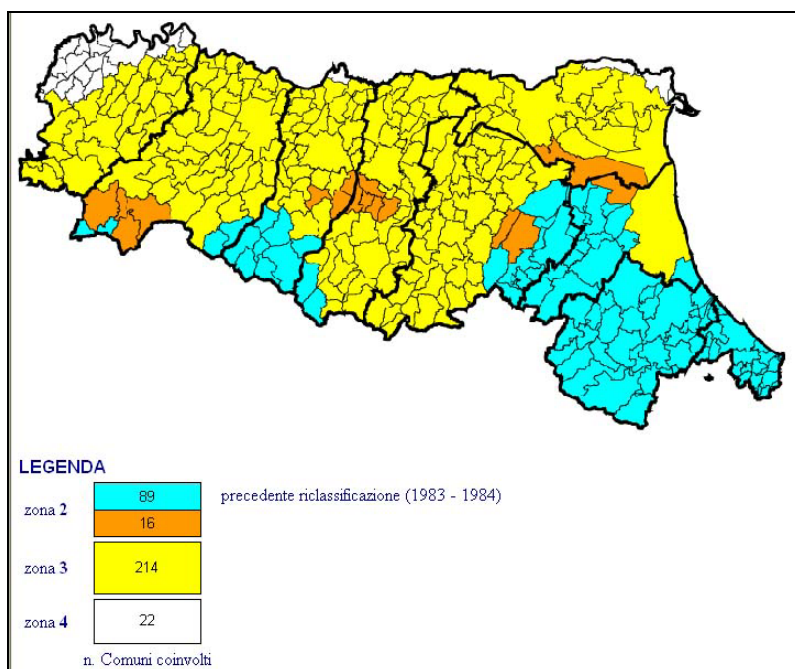 LEGENDA
zona 2
89
precedente riclassificazione (1983 - 1984)
16
zona 3
214
zona 4
22
n. Comuni coinvolti